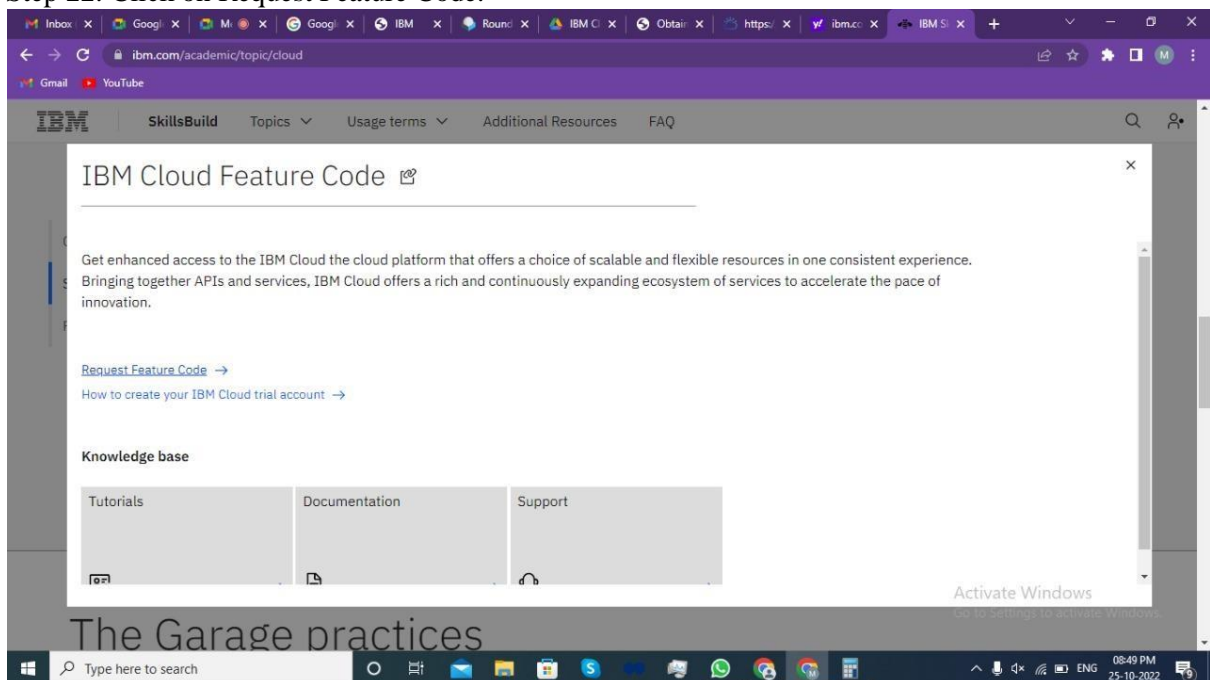 Step 22: Click on Request Feature Code.
Inbox
Googl
M
Googl
IBM
Round
IBM Cl
Obtair
https:/
ibm.cc
IBM S
ibm.com/academic/topic/cloud
M
Gmail
YouTube
IBM
SkillsBuild
Topics
Usage terms
Additional Resources
FAQ
IBM Cloud Feature Code
Get enhanced access to the IBM Cloud the cloud platform that offers a choice of scalable and flexible resources in one consistent experience.
Bringing together APIs and services, IBM Cloud offers a rich and continuously expanding ecosystem of services to accelerate the pace of
innovation.
Request Feature Code →
How to create your IBM Cloud trial account →
Knowledge base
Tutorials
Documentation
Support
Activate Windows
Go to Settings to activate Windows.
The Garage practices
Type here to search
ENG
08:49 PM
25-10-2022